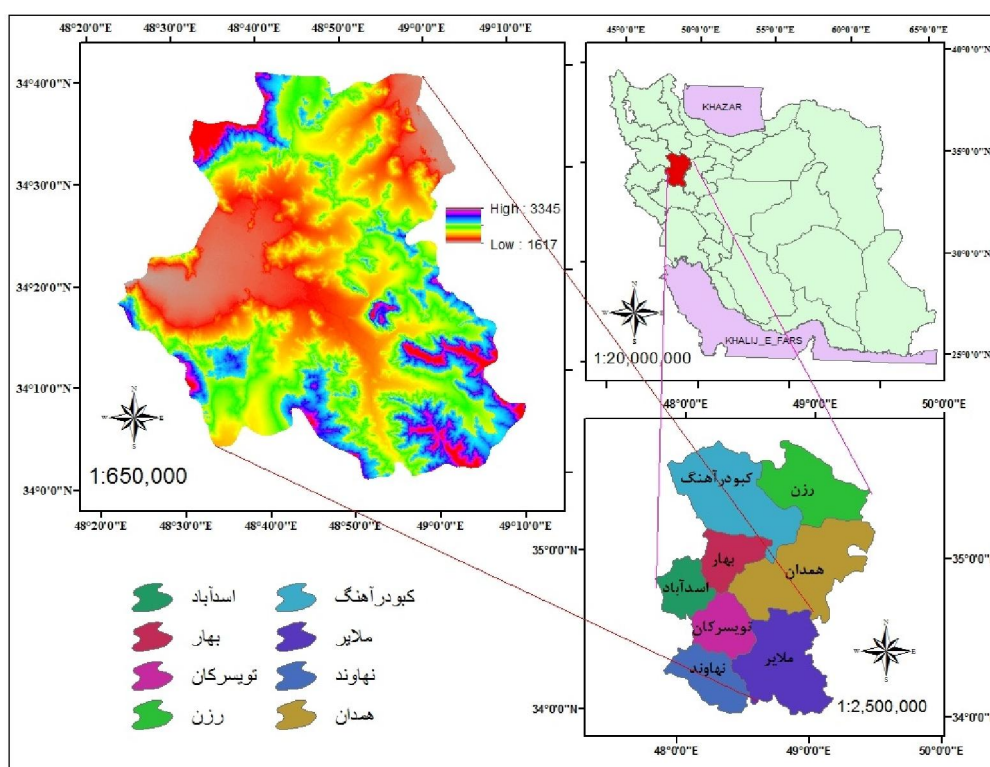 48°20'0"E 48°30'0"E 48°40'0"E 48°50'0"E 49°0'0"E 49°10'0"E
34°40'0"N
34°30'0"N
34°20'0"N
34°10'0"N
34°0'0"N
High : 3345
Low : 1617
N
W E
S
1:650,000
48°20'0"E 48°30'0"E 48°40'0"E 48°50'0"E 49°0'0"E 49°10'0"E
45°0'0"E 50°0'0"E 55°0'0"E 60°0'0"E 65°0'0"E
40°0'0"N
35°0'0"N
30°0'0"N
25°0'0"N
KHAZAR
KHALIJ_E_FARS
N
W E
S
1:20,000,000
48°0'0"E 49°0'0"E 50°0'0"E
35°0'0"N 35°0'0"N
34°0'0"N 34°0'0"N
کبودرآهنگ
رزن
بهار
همدان
اسدآباد
تویسرکان
ملایر
نهاوند
N
W E
S
1:2,500,000
48°0'0"E 49°0'0"E 50°0'0"E
اسدآباد
کبودرآهنگ
بهار
ملایر
تویسرکان
نهاوند
رزن
همدان